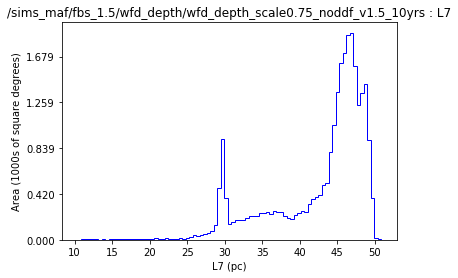 /sims_maf/fbs_1.5/wfd_depth/wfd_depth_scale0.75_noddf_v1.5_10yrs : L7
1.679
1.259
0.839
0.420
0.000
Area (1000s of square degrees)
10 15 20 25 30 35 40 45 50
L7 (pc)